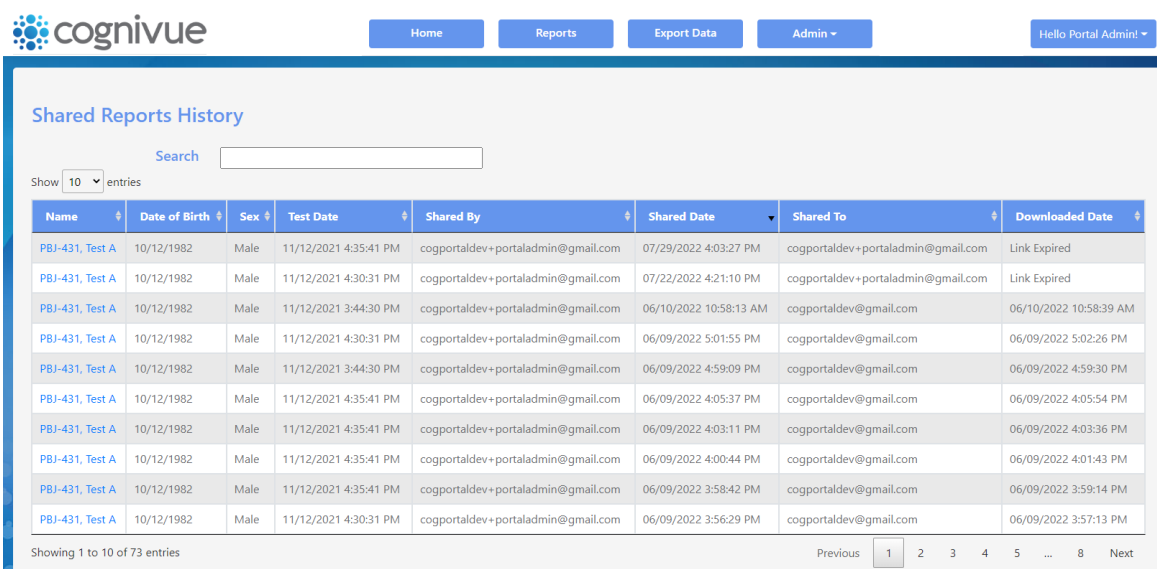 cognivue
Home Reports Export Data Admin Hello Portal Admin!
Shared Reports History
Search
Show 10 entries
Name Date of Birth Sex Test Date Shared By Shared Date Shared To Downloaded Date
PBJ-431, Test A 10/12/1982 Male 11/12/2021 4:35:41 PM cogportaldev+portaladmin@gmail.com 07/29/2022 4:03:27 PM cogportaldev+portaladmin@gmail.com Link Expired
PBJ-431, Test A 10/12/1982 Male 11/12/2021 4:30:31 PM cogportaldev+portaladmin@gmail.com 07/22/2022 4:21:10 PM cogportaldev+portaladmin@gmail.com Link Expired
PBJ-431, Test A 10/12/1982 Male 11/12/2021 3:44:30 PM cogportaldev+portaladmin@gmail.com 06/10/2022 10:58:13 AM cogportaldev@gmail.com 06/10/2022 10:58:39 AM
PBJ-431, Test A 10/12/1982 Male 11/12/2021 4:30:31 PM cogportaldev+portaladmin@gmail.com 06/09/2022 5:01:55 PM cogportaldev@gmail.com 06/09/2022 5:02:26 PM
PBJ-431, Test A 10/12/1982 Male 11/12/2021 3:44:30 PM cogportaldev+portaladmin@gmail.com 06/09/2022 4:59:09 PM cogportaldev@gmail.com 06/09/2022 4:59:30 PM
PBJ-431, Test A 10/12/1982 Male 11/12/2021 4:35:41 PM cogportaldev+portaladmin@gmail.com 06/09/2022 4:05:37 PM cogportaldev@gmail.com 06/09/2022 4:05:54 PM
PBJ-431, Test A 10/12/1982 Male 11/12/2021 4:35:41 PM cogportaldev+portaladmin@gmail.com 06/09/2022 4:03:11 PM cogportaldev@gmail.com 06/09/2022 4:03:36 PM
PBJ-431, Test A 10/12/1982 Male 11/12/2021 4:35:41 PM cogportaldev+portaladmin@gmail.com 06/09/2022 4:00:44 PM cogportaldev@gmail.com 06/09/2022 4:01:43 PM
PBJ-431, Test A 10/12/1982 Male 11/12/2021 4:35:41 PM cogportaldev+portaladmin@gmail.com 06/09/2022 3:58:42 PM cogportaldev@gmail.com 06/09/2022 3:59:14 PM
PBJ-431, Test A 10/12/1982 Male 11/12/2021 4:30:31 PM cogportaldev+portaladmin@gmail.com 06/09/2022 3:56:29 PM cogportaldev@gmail.com 06/09/2022 3:57:13 PM
Showing 1 to 10 of 73 entries Previous 1 2 3 4 5 ... 8 Next